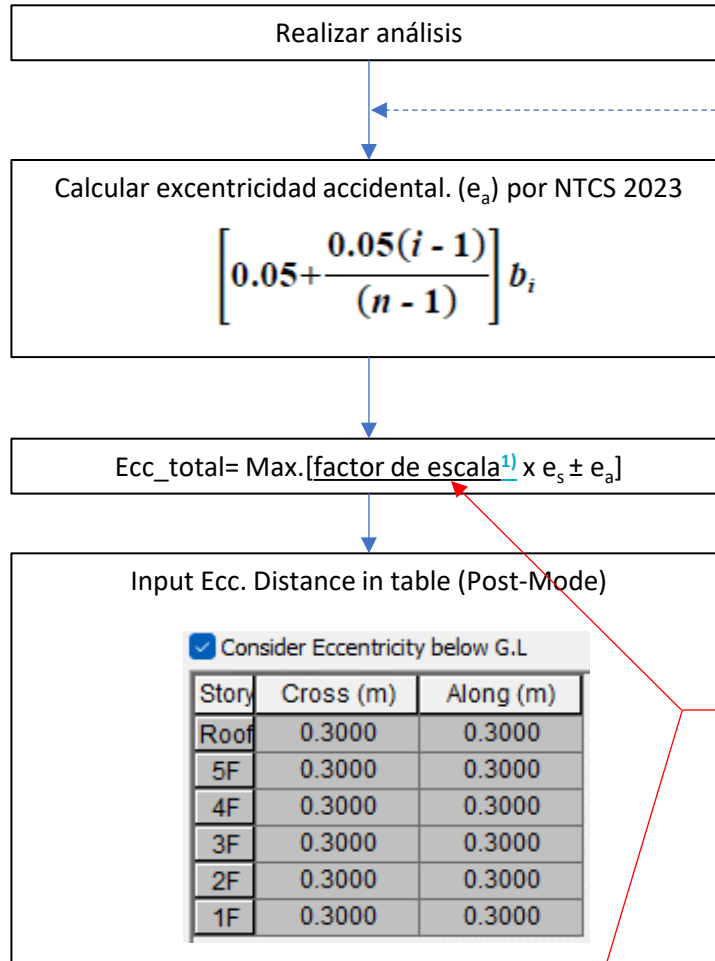 Realizar análisis
Calcular excentricidad accidental. (eₐ) por NTCS 2023
[0.05+ 0.05(i - 1) / (n - 1)] bᵢ
Ecc_total= Max.[factor de escala¹⁾ x eₛ ± eₐ]
Input Ecc. Distance in table (Post-Mode)
Consider Eccentricity below G.L
Story Cross (m) Along (m)
Roof 0.3000 0.3000
5F 0.3000 0.3000
4F 0.3000 0.3000
3F 0.3000 0.3000
2F 0.3000 0.3000
1F 0.3000 0.3000